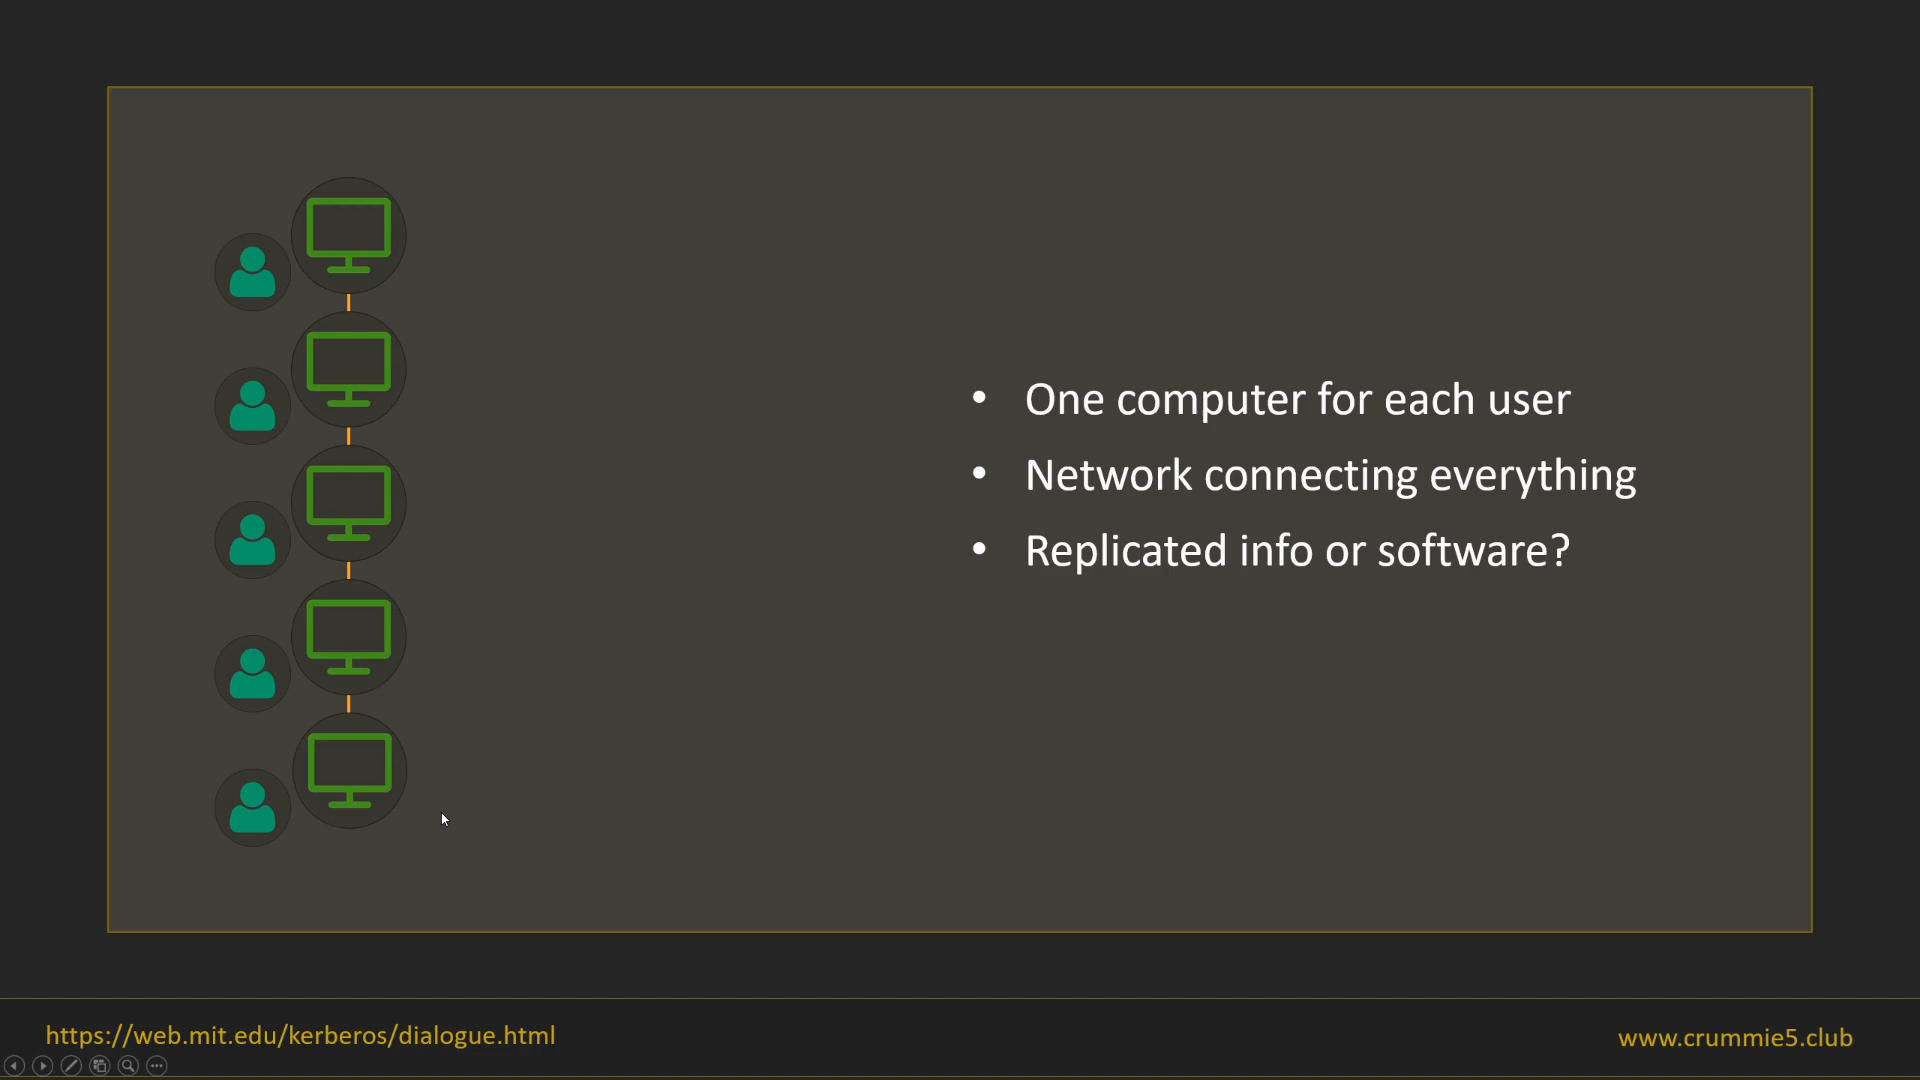 • One computer for each user
• Network connecting everything
• Replicated info or software?
https://web.mit.edu/kerberos/dialogue.html
www.crummie5.club